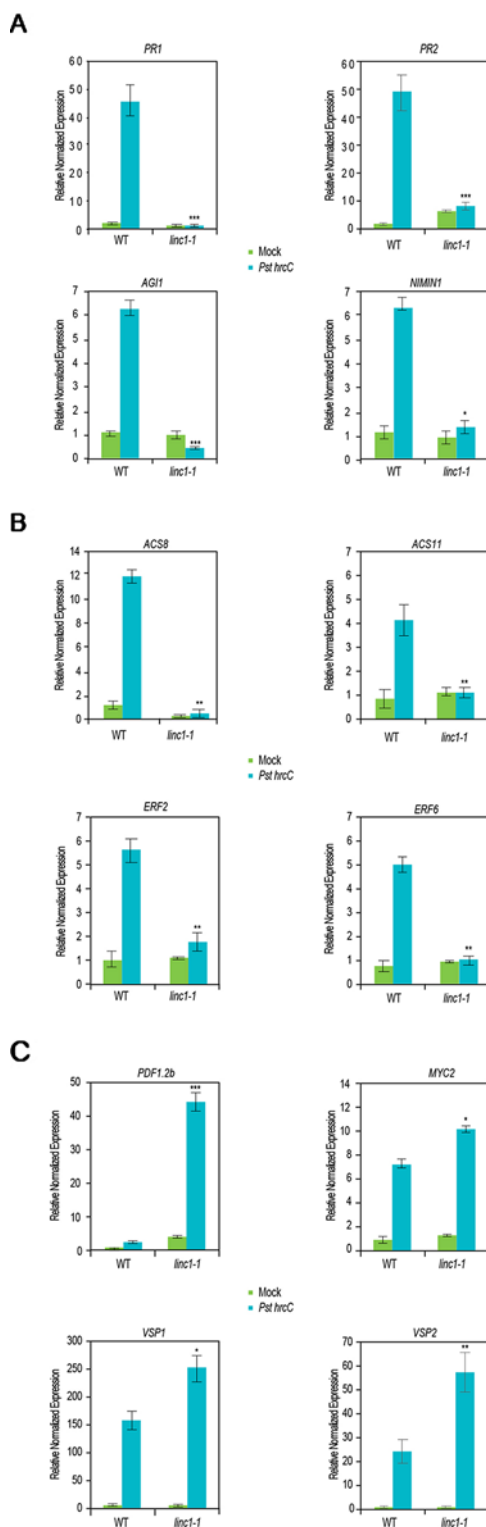 A
PR1
PR2
Relative Normalized Expression
60
50
40
30
20
10
0
WT
linc1-1
***
Relative Normalized Expression
60
50
40
30
20
10
0
WT
linc1-1
***
Mock
Pst hrcC
AGI1
NIMIN1
Relative Normalized Expression
7
6
5
4
3
2
1
0
WT
linc1-1
***
Relative Normalized Expression
7
6
5
4
3
2
1
0
WT
linc1-1
*
B
ACS8
ACS11
Relative Normalized Expression
14
12
10
8
6
4
2
0
WT
linc1-1
**
Relative Normalized Expression
7
6
5
4
3
2
1
0
WT
linc1-1
**
Mock
Pst hrcC
ERF2
ERF6
Relative Normalized Expression
7
6
5
4
3
2
1
0
WT
linc1-1
**
Relative Normalized Expression
7
6
5
4
3
2
1
0
WT
linc1-1
**
C
PDF1.2b
MYC2
Relative Normalized Expression
50
40
30
20
10
0
WT
linc1-1
***
Relative Normalized Expression
14
12
10
8
6
4
2
0
WT
linc1-1
*
Mock
Pst hrcC
VSP1
VSP2
Relative Normalized Expression
300
250
200
150
100
50
0
WT
linc1-1
*
Relative Normalized Expression
70
60
50
40
30
20
10
0
WT
linc1-1
**